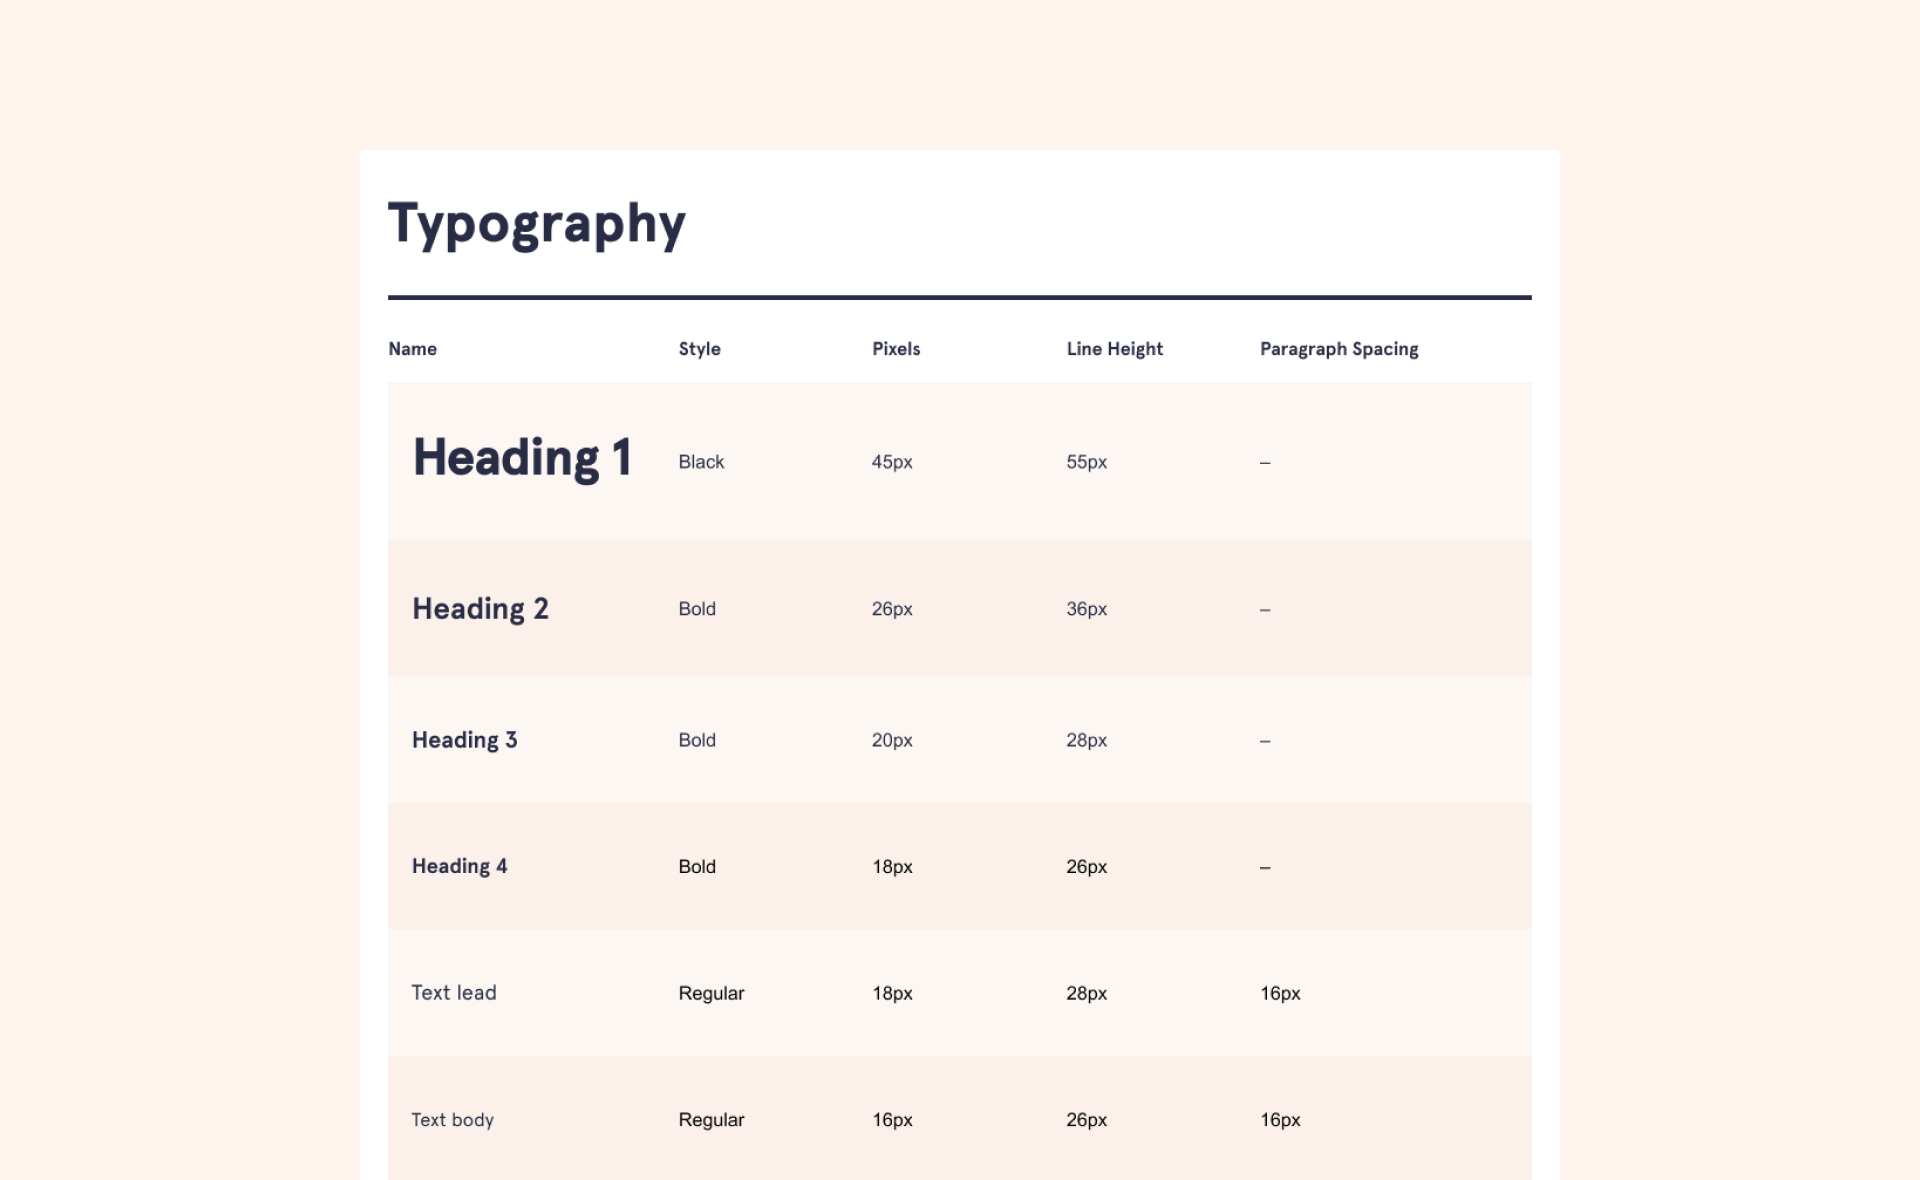 Typography
Name Style Pixels Line Height Paragraph Spacing
Heading 1 Black 45px 55px –
Heading 2 Bold 26px 36px –
Heading 3 Bold 20px 28px –
Heading 4 Bold 18px 26px –
Text lead Regular 18px 28px 16px
Text body Regular 16px 26px 16px